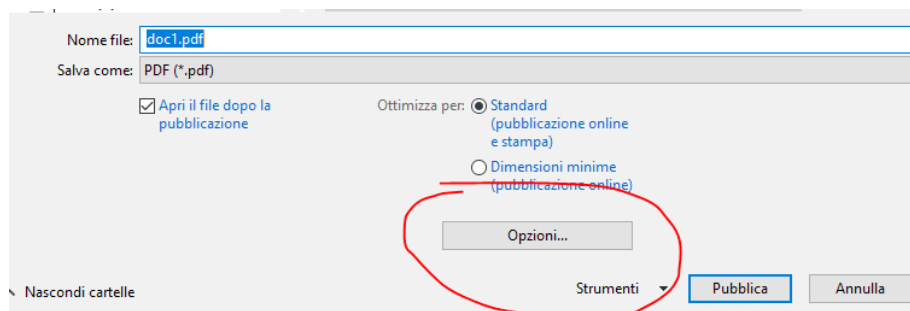 Nome file: doc1.pdf
Salva come: PDF (*.pdf)
Apri il file dopo la
pubblicazione
Ottimizza per: Standard
(pubblicazione online
e stampa)
Dimensioni minime
(pubblicazione online)
Opzioni...
Nascondi cartelle
Strumenti
Pubblica
Annulla